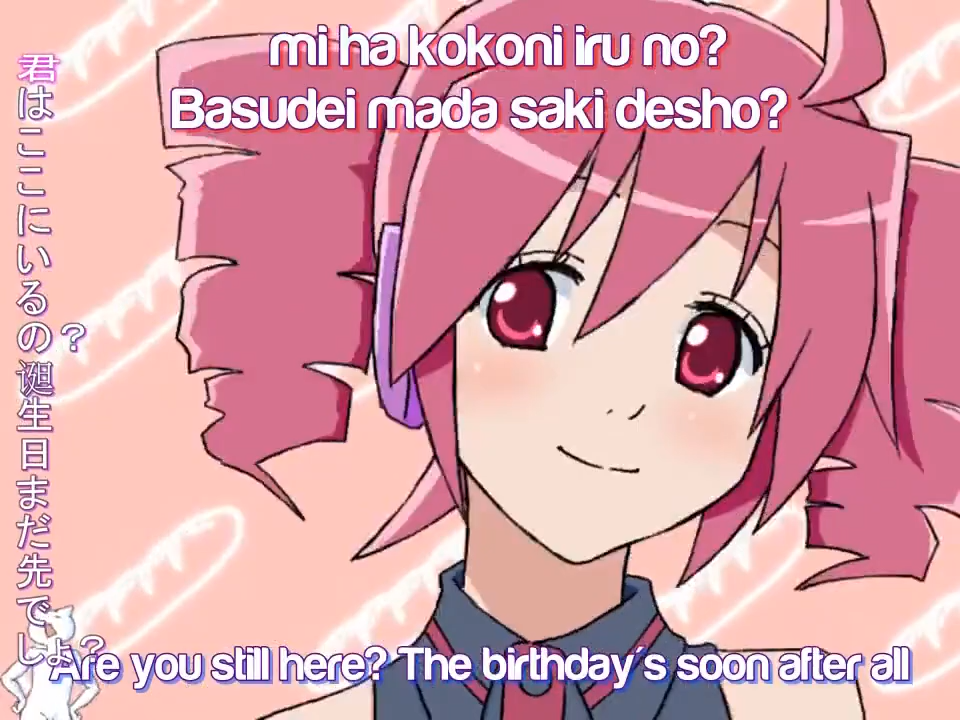 mi ha kokoni iru no?
Basudei mada saki desho?
君はここにいるの？誕生日まだ先でしょ？
Are you still here? The birthday´s soon after all